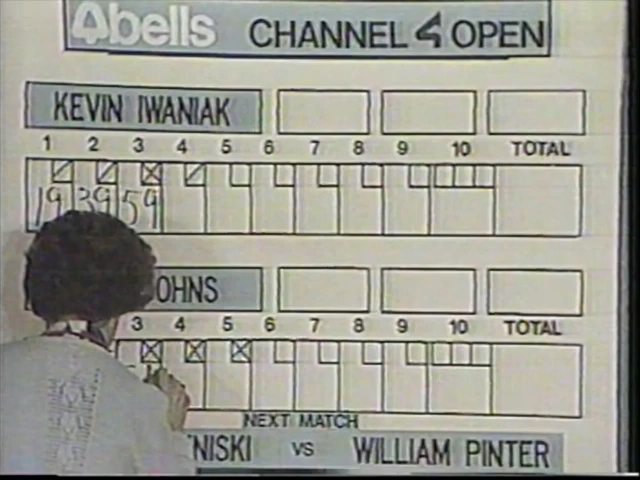 4bells CHANNEL 4 OPEN
KEVIN IWANIAK
1 2 3 4 5 6 7 8 9 10 TOTAL
19 39 59
OHNS
3 4 5 6 7 8 9 10 TOTAL
NEXT MATCH
NISKI VS WILLIAM PINTER